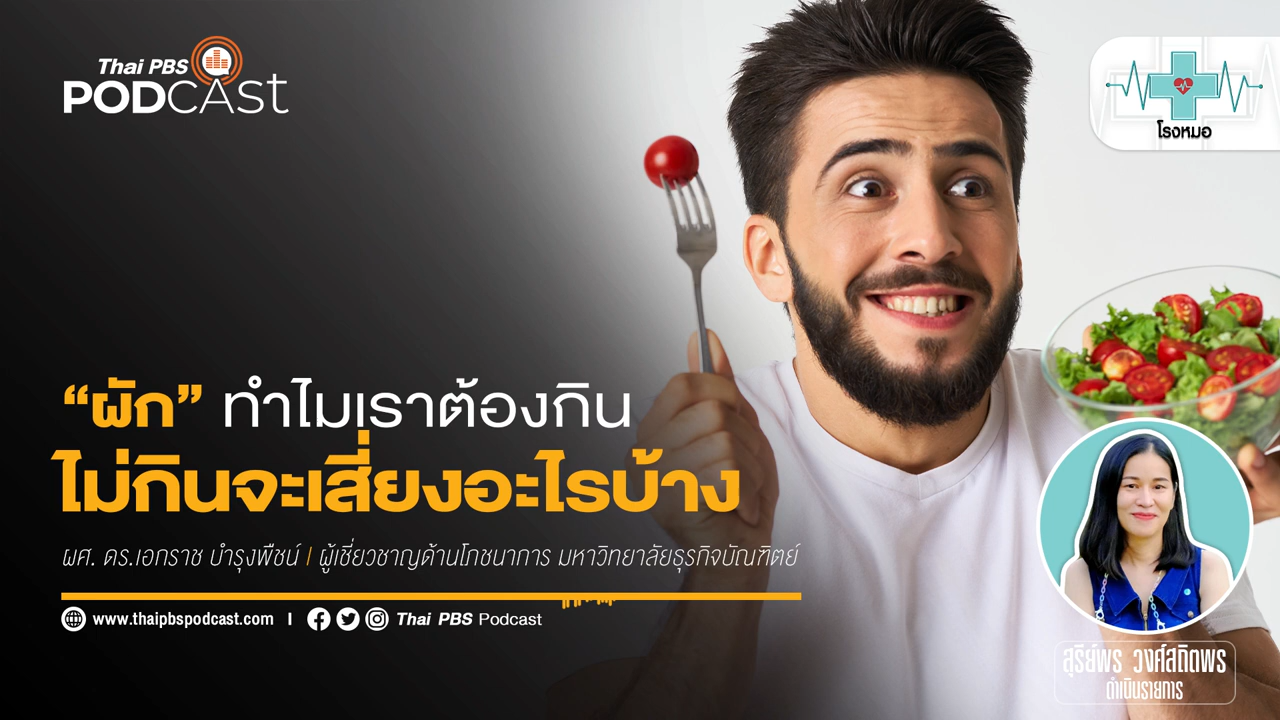 Thai PBS
PODCAST
โรงหมอ
“ผัก” ทำไมเราต้องกิน
ไม่กินจะเสี่ยงอะไรบ้าง
ผศ. ดร.เอกราช บำรุงพืชน์ | ผู้เชี่ยวชาญด้านโภชนาการ มหาวิทยาลัยธุรกิจบัณฑิตย์
www.thaipbspodcast.com | Thai PBS Podcast
สุรีย์พร วงศ์สถิตพร
ดำเนินรายการ